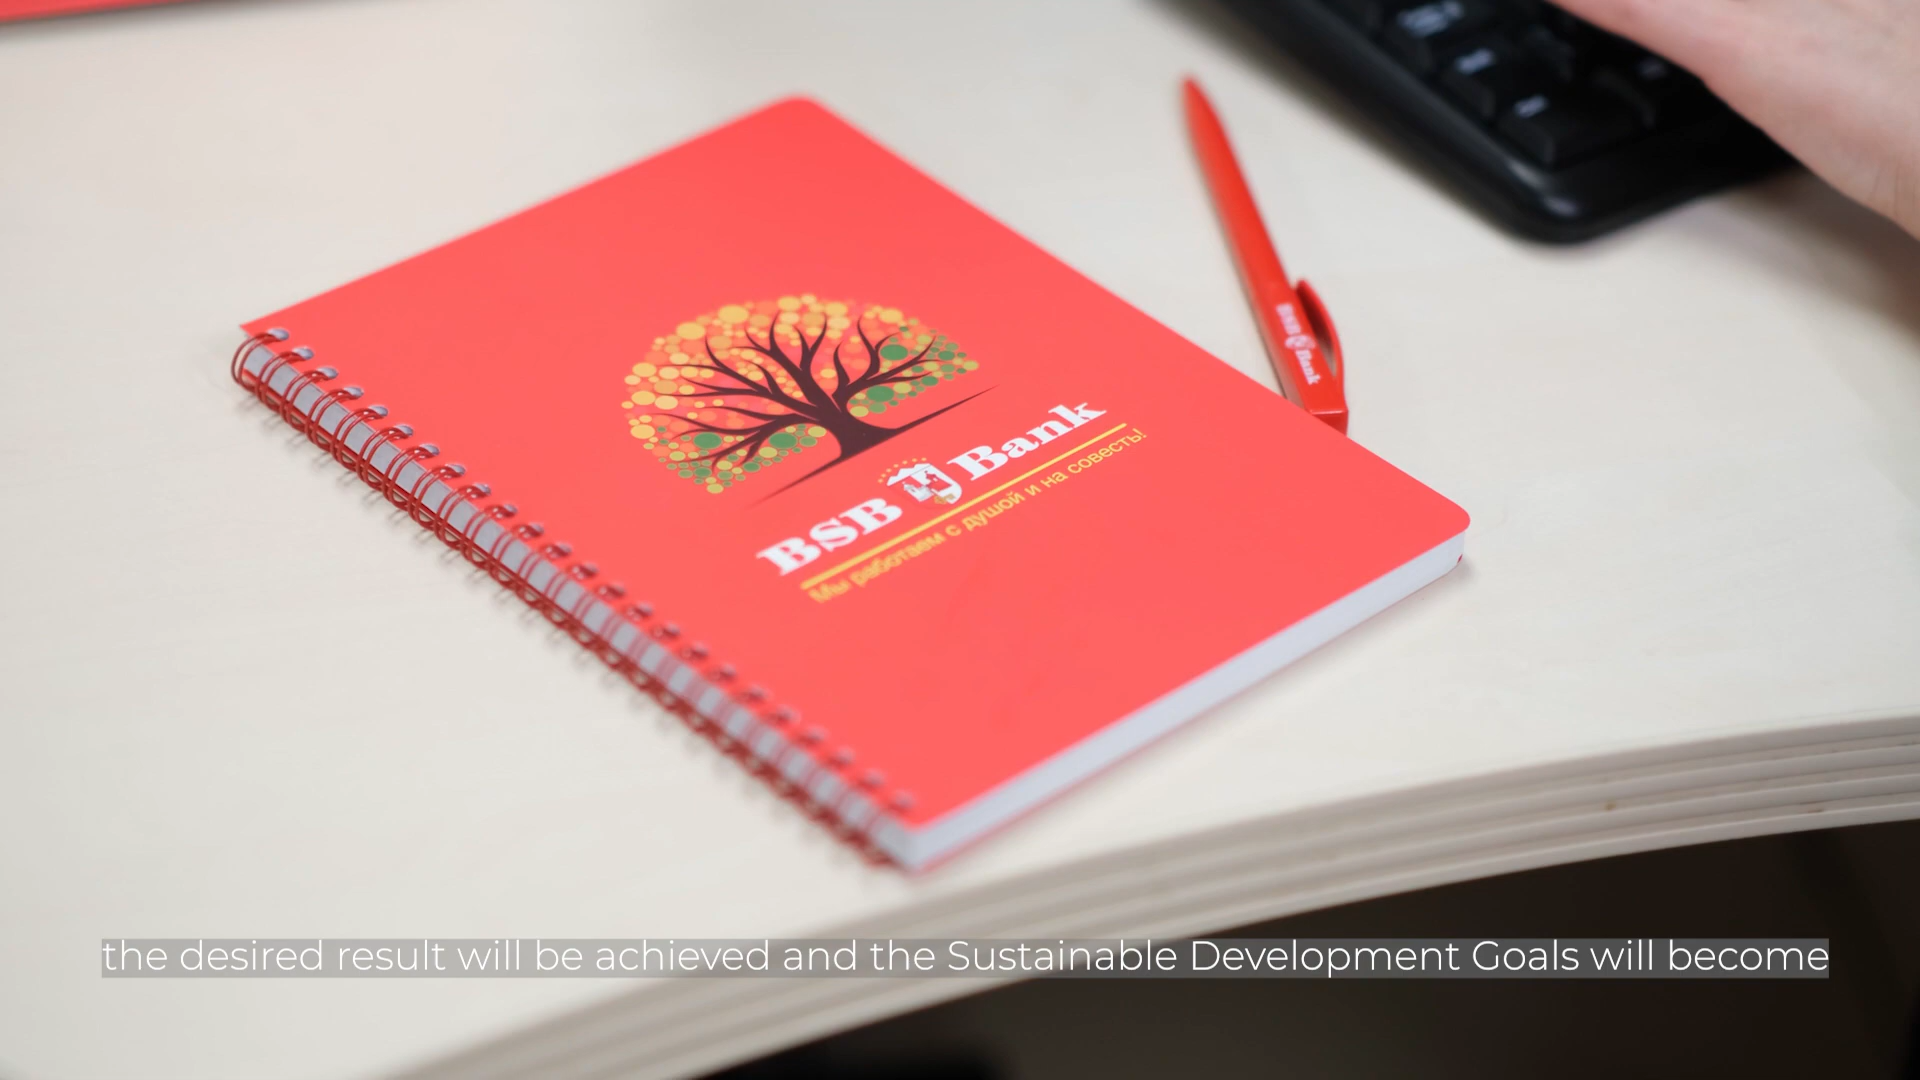 BSB Bank
Мы работаем с душой и на совесть!
BSB Bank
the desired result will be achieved and the Sustainable Development Goals will become